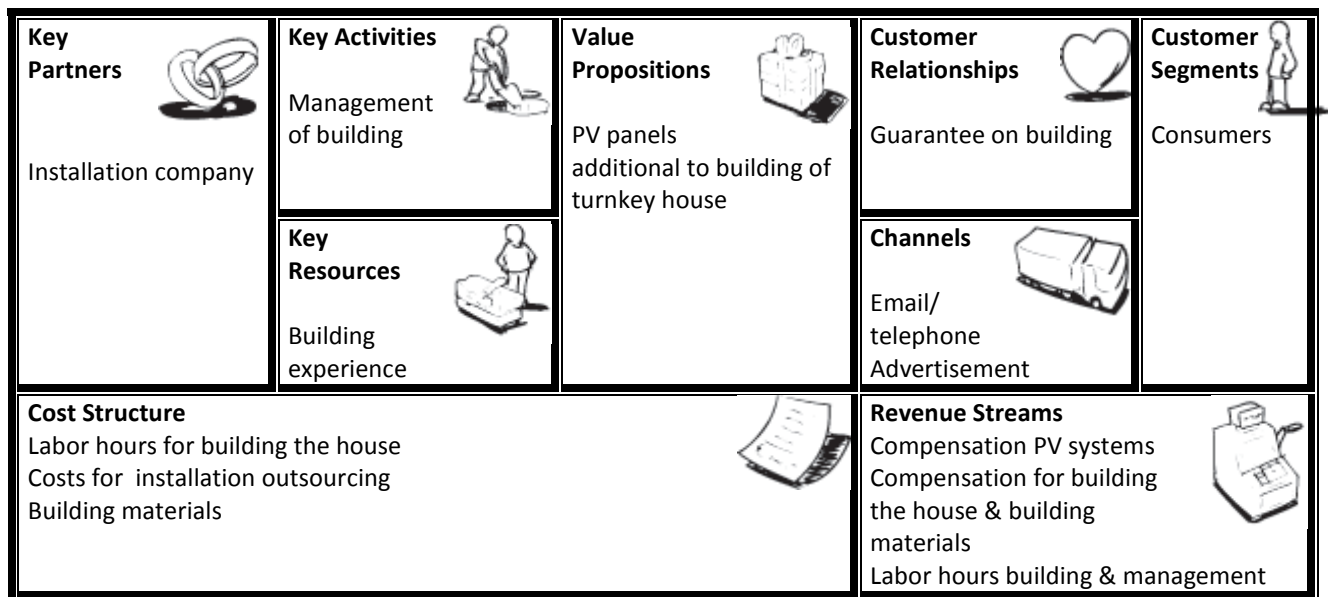 Key
Partners
Installation company
Key Activities
Management
of building
Key
Resources
Building
experience
Value
Propositions
PV panels
additional to building of
turnkey house
Customer
Relationships
Guarantee on building
Channels
Email/
telephone
Advertisement
Customer
Segments
Consumers
Cost Structure
Labor hours for building the house
Costs for  installation outsourcing
Building materials
Revenue Streams
Compensation PV systems
Compensation for building
the house & building
materials
Labor hours building & management